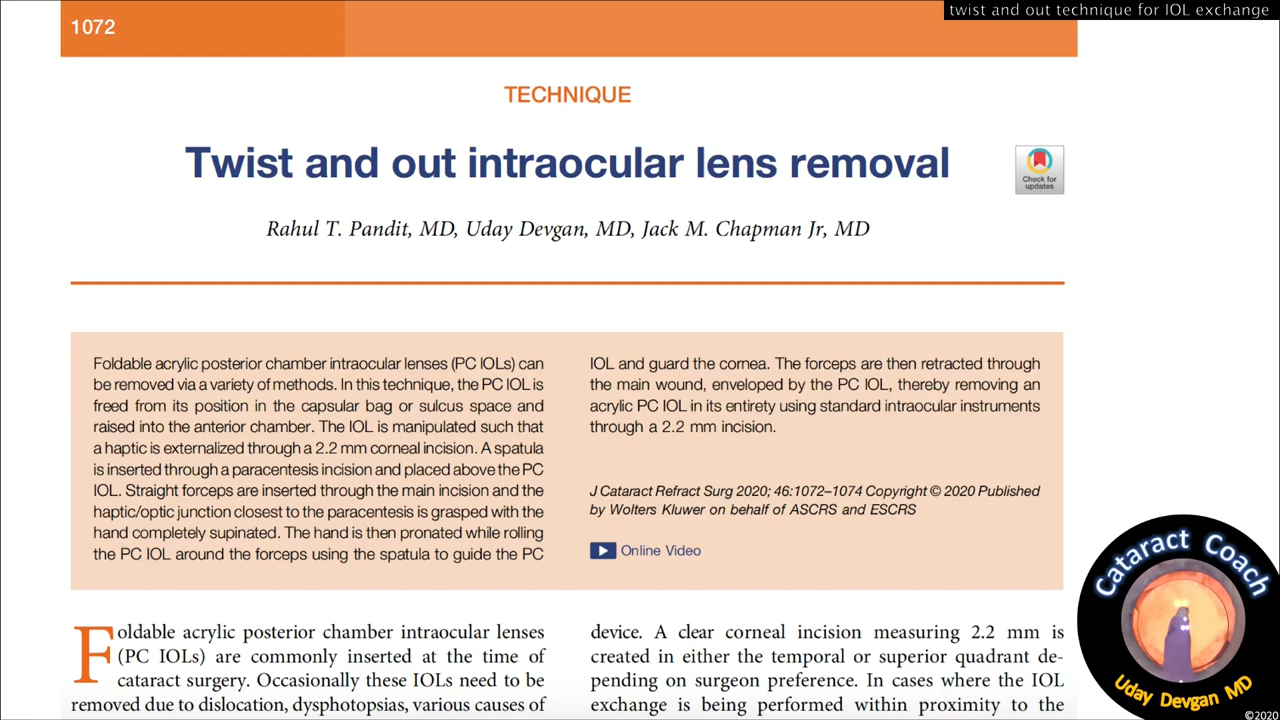 twist and out technique for IOL exchange
1072
TECHNIQUE
Twist and out intraocular lens removal
Check for
updates
Rahul T. Pandit, MD, Uday Devgan, MD, Jack M. Chapman Jr, MD
Foldable acrylic posterior chamber intraocular lenses (PC IOLs) can
be removed via a variety of methods. In this technique, the PC IOL is
freed from its position in the capsular bag or sulcus space and
raised into the anterior chamber. The IOL is manipulated such that
a haptic is externalized through a 2.2 mm corneal incision. A spatula
is inserted through a paracentesis incision and placed above the PC
IOL. Straight forceps are inserted through the main incision and the
haptic/optic junction closest to the paracentesis is grasped with the
hand completely supinated. The hand is then pronated while rolling
the PC IOL around the forceps using the spatula to guide the PC
IOL and guard the cornea. The forceps are then retracted through
the main wound, enveloped by the PC IOL, thereby removing an
acrylic PC IOL in its entirety using standard intraocular instruments
through a 2.2 mm incision.
J Cataract Refract Surg 2020; 46:1072–1074 Copyright © 2020 Published
by Wolters Kluwer on behalf of ASCRS and ESCRS
Online Video
Foldable acrylic posterior chamber intraocular lenses
(PC IOLs) are commonly inserted at the time of
cataract surgery. Occasionally these IOLs need to be
removed due to dislocation, dysphotopsias, various causes of
device. A clear corneal incision measuring 2.2 mm is
created in either the temporal or superior quadrant de-
pending on surgeon preference. In cases where the IOL
exchange is being performed within proximity to the
Cataract Coach
Uday Devgan MD
©2020